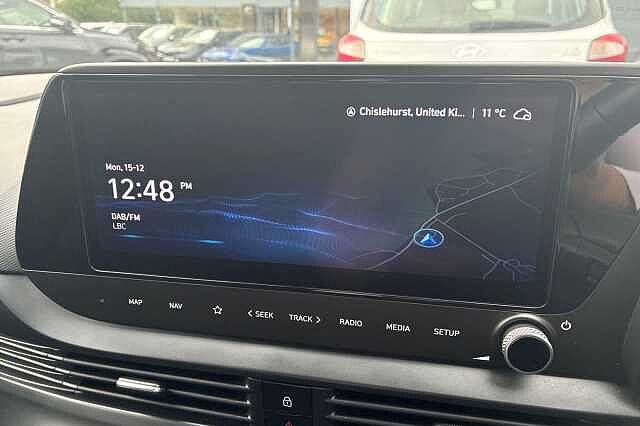 Chislehurst, United Ki... | 11 °C
Mon, 15-12
12:48 PM
DAB/FM
LBC
MAP NAV SEEK TRACK RADIO MEDIA SETUP